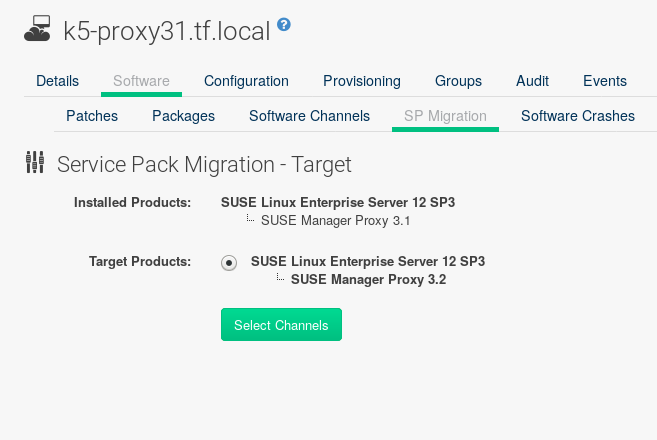 k5-proxy31.tf.local ?
Details Software Configuration Provisioning Groups Audit Events
Patches Packages Software Channels SP Migration Software Crashes
Service Pack Migration - Target
Installed Products: SUSE Linux Enterprise Server 12 SP3
SUSE Manager Proxy 3.1
Target Products: SUSE Linux Enterprise Server 12 SP3
SUSE Manager Proxy 3.2
Select Channels